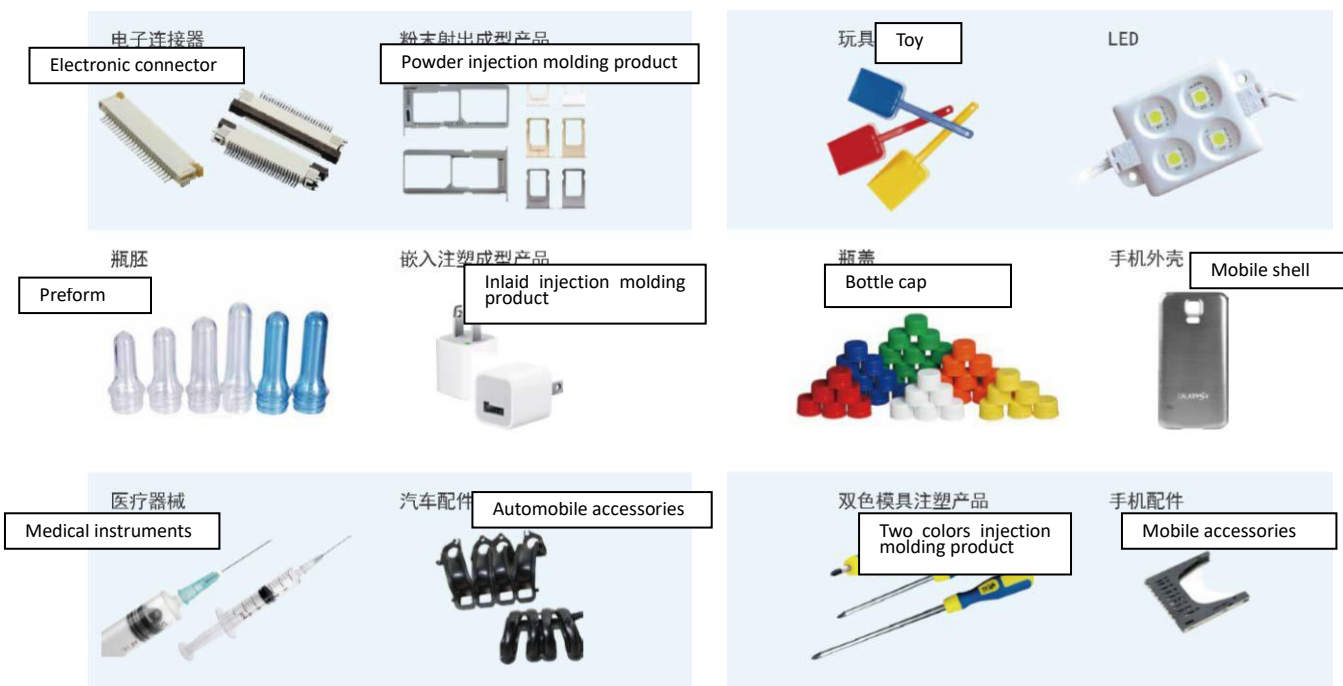 电子连接器
Electronic connector
粉末射出成型产品
Powder injection molding product
玩具
Toy
LED
瓶胚
Preform
嵌入注塑成型产品
Inlaid injection molding
product
瓶盖
Bottle cap
手机外壳
Mobile shell
GALAXY S5
医疗器械
Medical instruments
汽车配件
Automobile accessories
双色模具注塑产品
Two colors injection
molding product
手机配件
Mobile accessories